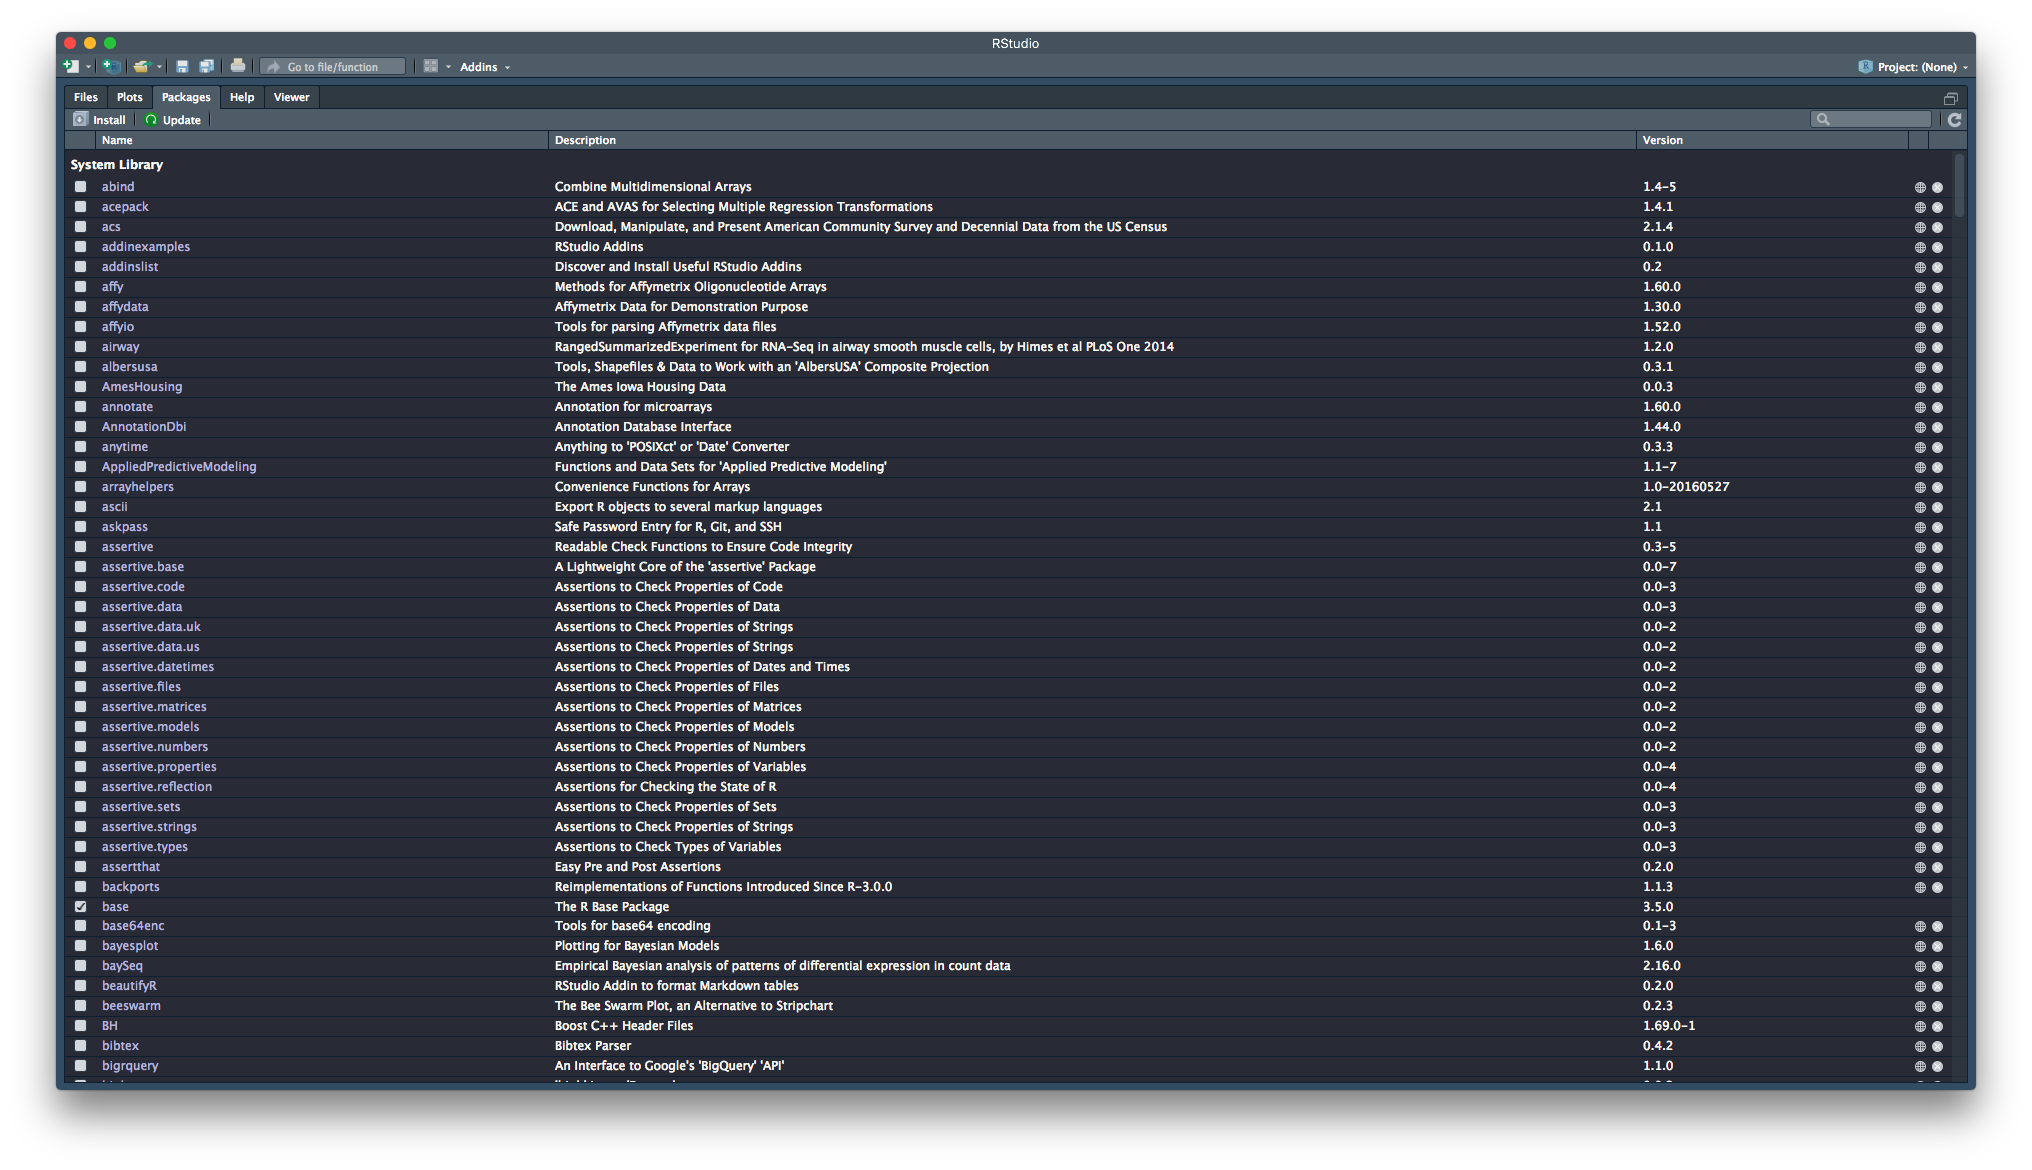 RStudio
Go to file/function Addins Project: (None)
Files Plots Packages Help Viewer
Install Update
Name Description Version
System Library
abind Combine Multidimensional Arrays 1.4-5
acepack ACE and AVAS for Selecting Multiple Regression Transformations 1.4.1
acs Download, Manipulate, and Present American Community Survey and Decennial Data from the US Census 2.1.4
addinexamples RStudio Addins 0.1.0
addinslist Discover and Install Useful RStudio Addins 0.2
affy Methods for Affymetrix Oligonucleotide Arrays 1.60.0
affydata Affymetrix Data for Demonstration Purpose 1.30.0
affyio Tools for parsing Affymetrix data files 1.52.0
airway RangedSummarizedExperiment for RNA-Seq in airway smooth muscle cells, by Himes et al PLoS One 2014 1.2.0
albersusa Tools, Shapefiles & Data to Work with an 'AlbersUSA' Composite Projection 0.3.1
AmesHousing The Ames Iowa Housing Data 0.0.3
annotate Annotation for microarrays 1.60.0
AnnotationDbi Annotation Database Interface 1.44.0
anytime Anything to 'POSIXct' or 'Date' Converter 0.3.3
AppliedPredictiveModeling Functions and Data Sets for 'Applied Predictive Modeling' 1.1-7
arrayhelpers Convenience Functions for Arrays 1.0-20160527
ascii Export R objects to several markup languages 2.1
askpass Safe Password Entry for R, Git, and SSH 1.1
assertive Readable Check Functions to Ensure Code Integrity 0.3-5
assertive.base A Lightweight Core of the 'assertive' Package 0.0-7
assertive.code Assertions to Check Properties of Code 0.0-3
assertive.data Assertions to Check Properties of Data 0.0-3
assertive.data.uk Assertions to Check Properties of Strings 0.0-2
assertive.data.us Assertions to Check Properties of Strings 0.0-2
assertive.datetimes Assertions to Check Properties of Dates and Times 0.0-2
assertive.files Assertions to Check Properties of Files 0.0-2
assertive.matrices Assertions to Check Properties of Matrices 0.0-2
assertive.models Assertions to Check Properties of Models 0.0-2
assertive.numbers Assertions to Check Properties of Numbers 0.0-2
assertive.properties Assertions to Check Properties of Variables 0.0-4
assertive.reflection Assertions for Checking the State of R 0.0-4
assertive.sets Assertions to Check Properties of Sets 0.0-3
assertive.strings Assertions to Check Properties of Strings 0.0-3
assertive.types Assertions to Check Types of Variables 0.0-3
assertthat Easy Pre and Post Assertions 0.2.0
backports Reimplementations of Functions Introduced Since R-3.0.0 1.1.3
base The R Base Package 3.5.0
base64enc Tools for base64 encoding 0.1-3
bayesplot Plotting for Bayesian Models 1.6.0
baySeq Empirical Bayesian analysis of patterns of differential expression in count data 2.16.0
beautifyR RStudio Addin to format Markdown tables 0.2.0
beeswarm The Bee Swarm Plot, an Alternative to Stripchart 0.2.3
BH Boost C++ Header Files 1.69.0-1
bibtex Bibtex Parser 0.4.2
bigrquery An Interface to Google's 'BigQuery' 'API' 1.1.0